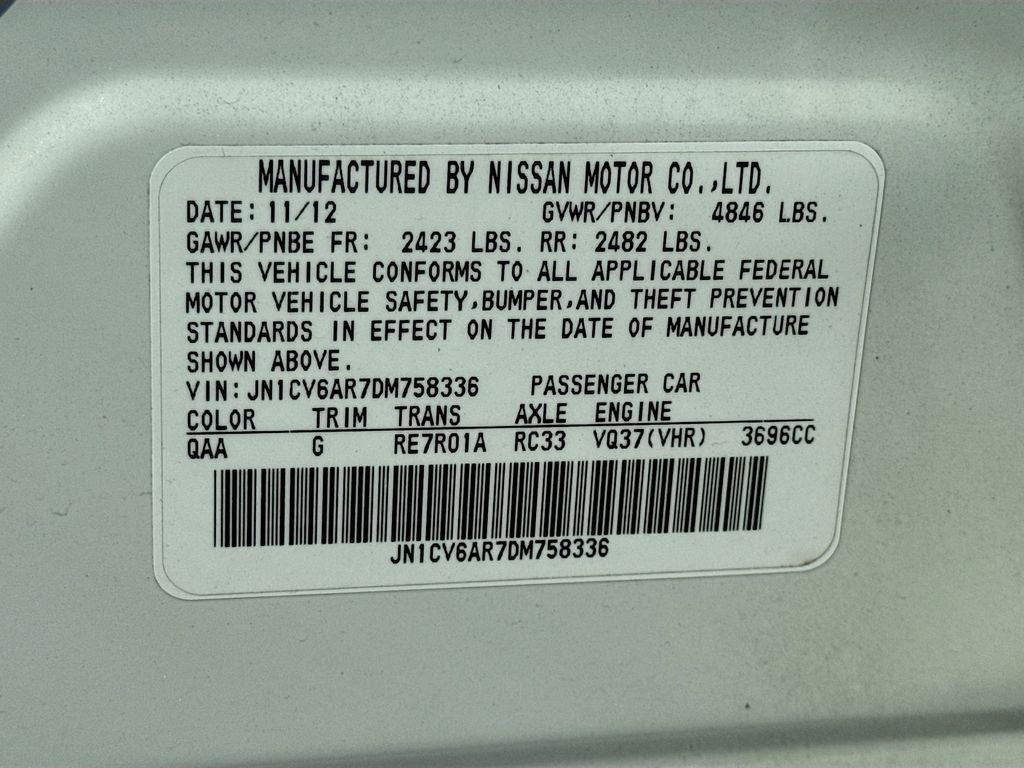 MANUFACTURED BY NISSAN MOTOR CO.,LTD.
DATE: 11/12 GVWR/PNBV: 4846 LBS.
GAWR/PNBE FR: 2423 LBS. RR: 2482 LBS.
THIS VEHICLE CONFORMS TO ALL APPLICABLE FEDERAL
MOTOR VEHICLE SAFETY,BUMPER,AND THEFT PREVENTION
STANDARDS IN EFFECT ON THE DATE OF MANUFACTURE
SHOWN ABOVE.
VIN:JN1CV6AR7DM758336 PASSENGER CAR
COLOR TRIM TRANS AXLE ENGINE
QAA G RE7R01A RC33 VQ37(VHR) 3696CC
JN1CV6AR7DM758336